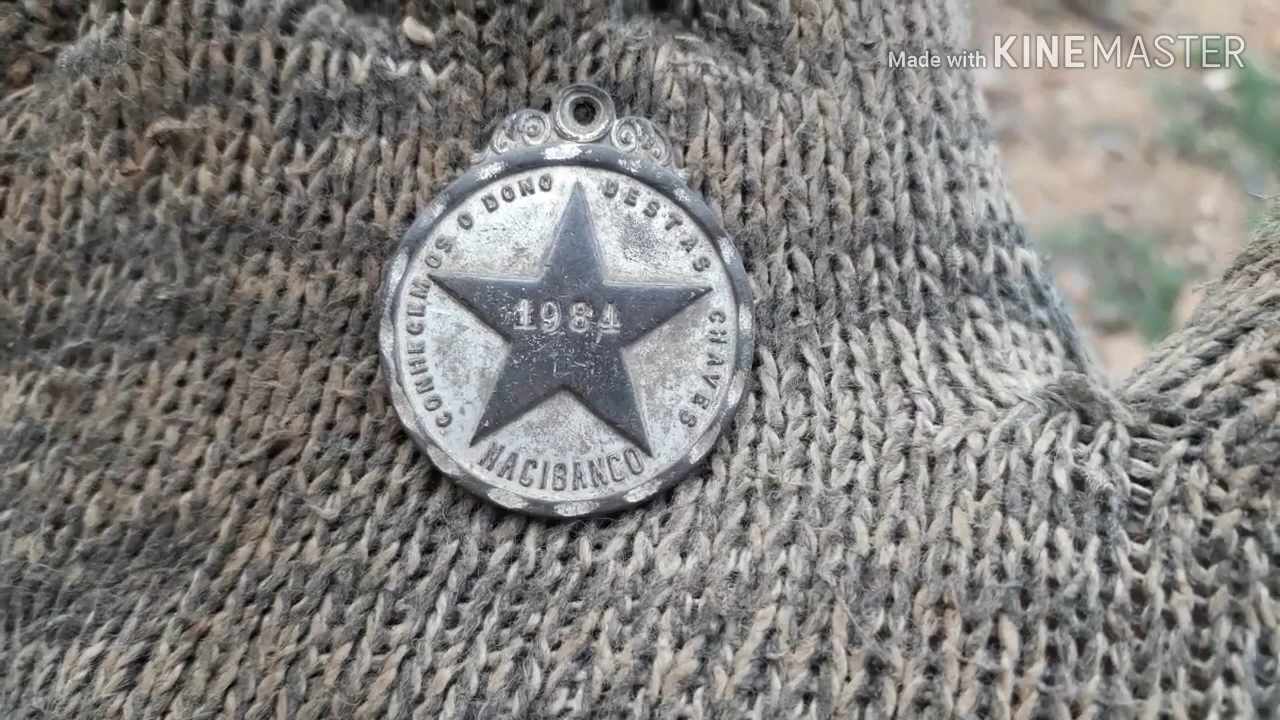 Made with KINEMASTER
CONHECEMOS O DONO DESTAS CHAVES
1984
NACIBANCO